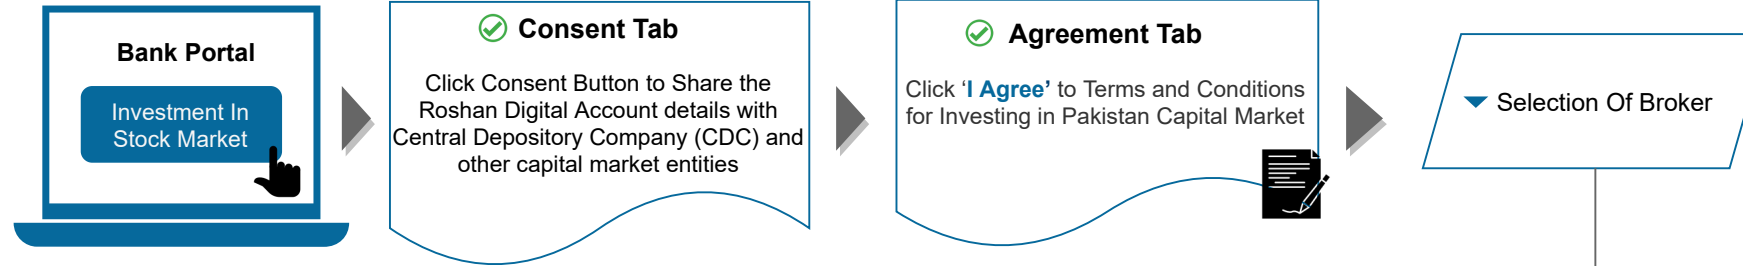 Bank Portal
Investment In
Stock Market
Consent Tab
Click Consent Button to Share the
Roshan Digital Account details with
Central Depository Company (CDC) and
other capital market entities
Agreement Tab
Click ‘I Agree’ to Terms and Conditions
for Investing in Pakistan Capital Market
Selection Of Broker